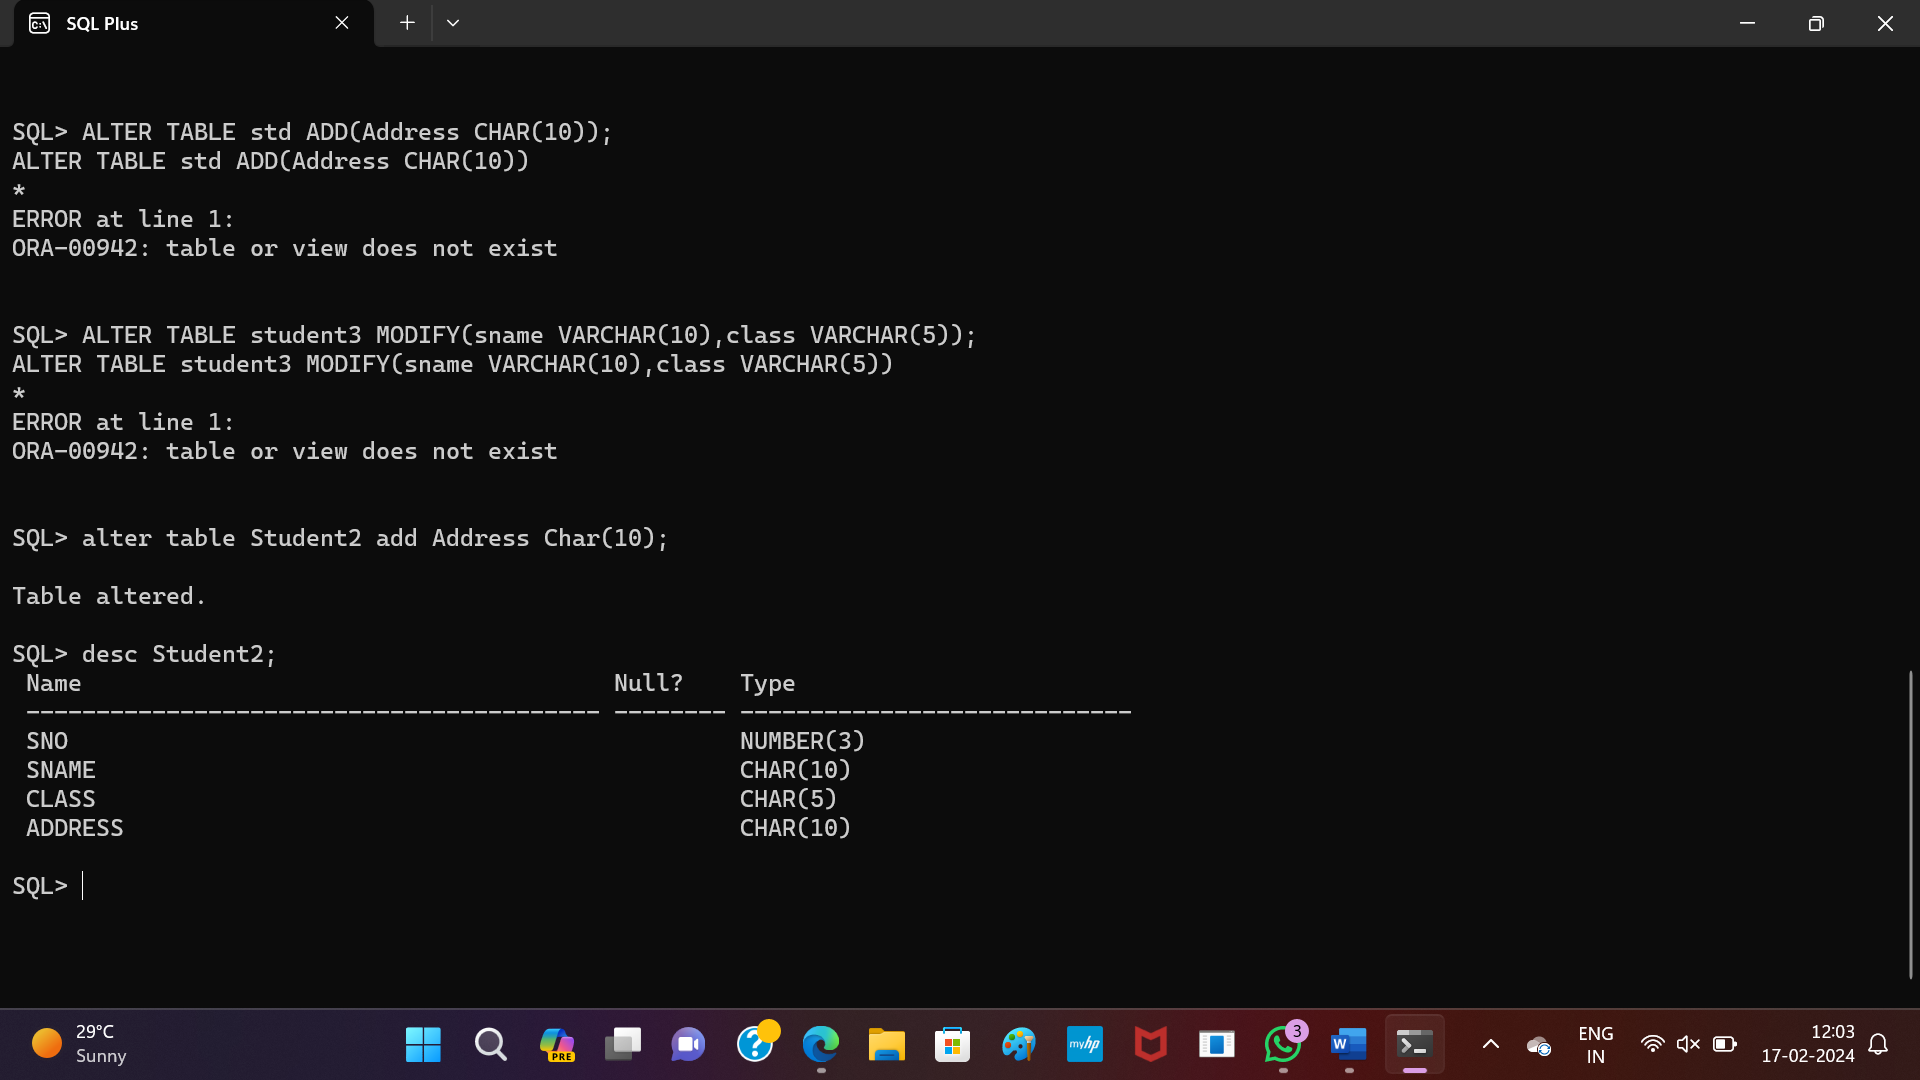 SQL Plus
SQL> ALTER TABLE std ADD(Address CHAR(10));
ALTER TABLE std ADD(Address CHAR(10))
*
ERROR at line 1:
ORA-00942: table or view does not exist
SQL> ALTER TABLE student3 MODIFY(sname VARCHAR(10),class VARCHAR(5));
ALTER TABLE student3 MODIFY(sname VARCHAR(10),class VARCHAR(5))
*
ERROR at line 1:
ORA-00942: table or view does not exist
SQL> alter table Student2 add Address Char(10);
Table altered.
SQL> desc Student2;
Name Null? Type
----------------------------------------- -------- ----------------------------
SNO NUMBER(3)
SNAME CHAR(10)
CLASS CHAR(5)
ADDRESS CHAR(10)
SQL>
29°C
Sunny
PRE
myhp
3
W
ENG
IN
12:03
17-02-2024